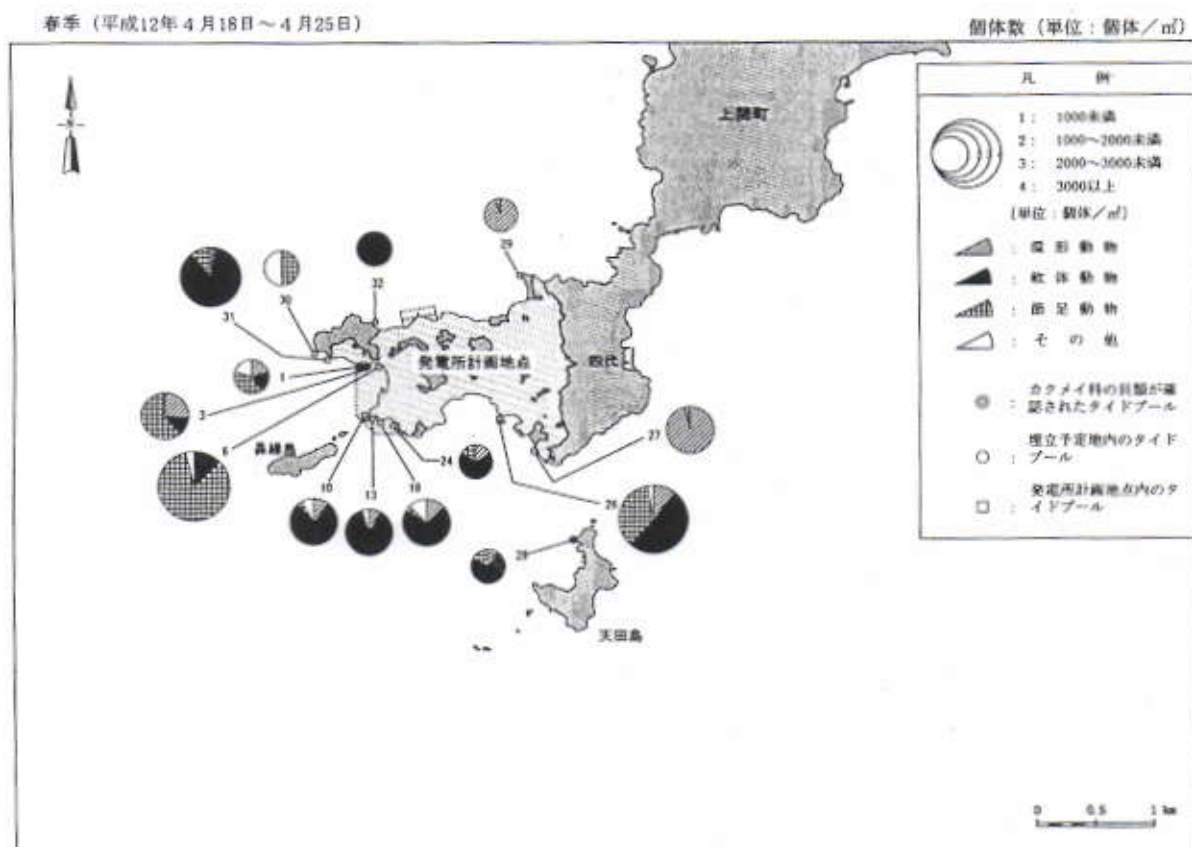 春季（平成12年４月18日～４月25日）
個体数（単位：個体／㎡）
凡　例
1： 1000未満
2： 1000～2000未満
3： 2000～3000未満
4： 3000以上
（単位：個体／㎡）
： 環形動物
： 軟体動物
： 節足動物
： その他
： カクメイ科の貝類が確
認されたタイドプール
： 埋立予定地内のタイド
プール
： 発電所計画地点内のタ
イドプール
N
上関町
29
32
30
31
発電所計画地点
四代
1
3
6
鼻繰島
10
13
18
24
26
27
28
天田島
0 0.5 1 km